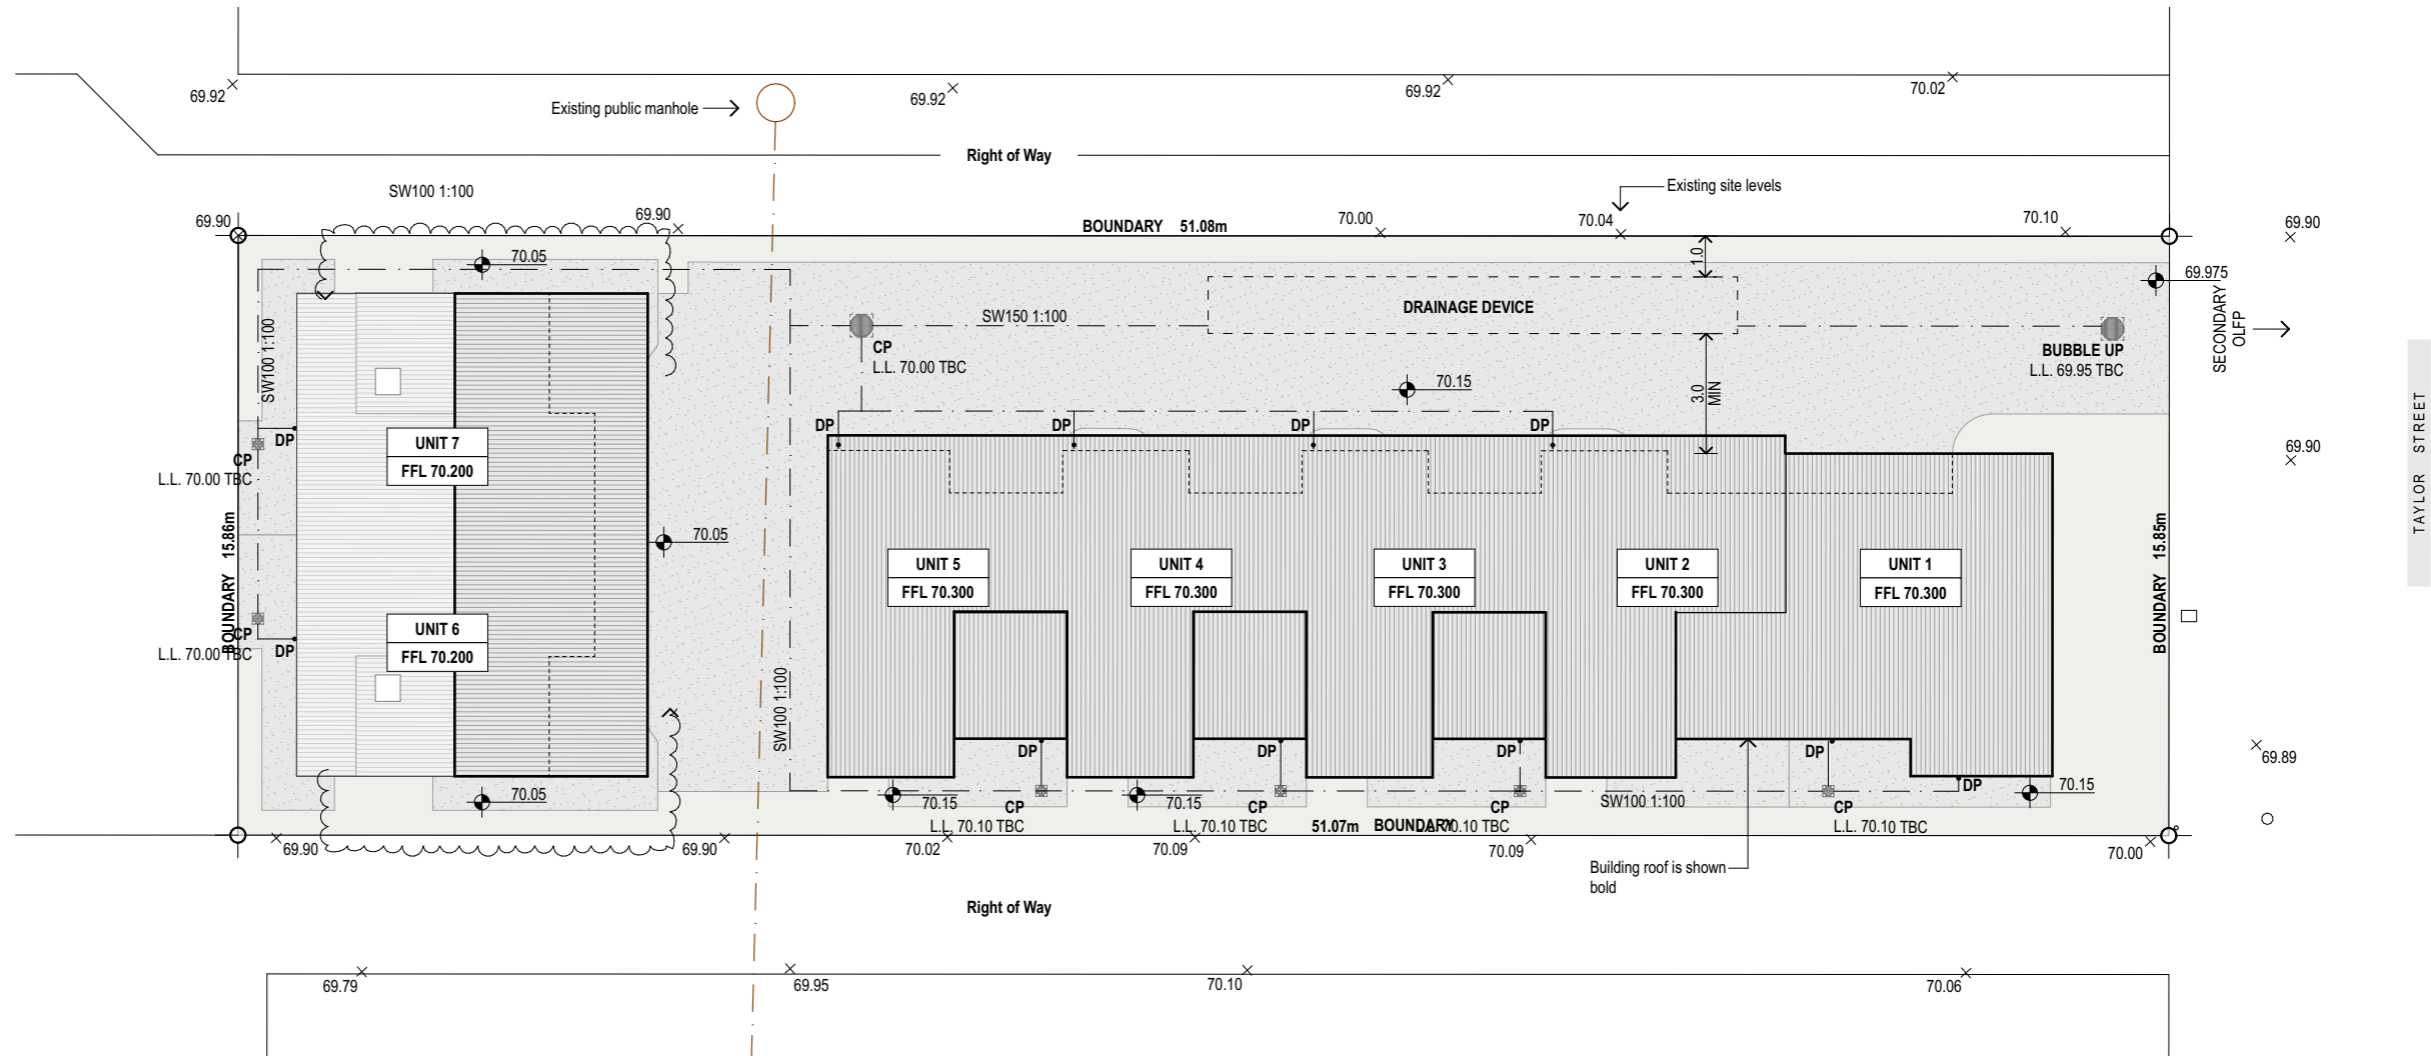 69.92
69.92
69.92
70.02
Existing public manhole
Right of Way
SW100 1:100
Existing site levels
69.90
69.90
BOUNDARY 51.08m
70.00
70.04
70.10
69.90
70.05
1.0
69.975
SECONDARY
OLFP
SW100 1:100
SW150 1:100
DRAINAGE DEVICE
CP
L.L. 70.00 TBC
BUBBLE UP
L.L. 69.95 TBC
70.15
3.0
MIN
TAYLOR STREET
DP
DP
DP
DP
DP
UNIT 7
FFL 70.200
CP
L.L. 70.00 TBC
69.90
BOUNDARY 15.86m
70.05
BOUNDARY 15.85m
UNIT 5
FFL 70.300
UNIT 4
FFL 70.300
UNIT 3
FFL 70.300
UNIT 2
FFL 70.300
UNIT 1
FFL 70.300
UNIT 6
FFL 70.200
CP
L.L. 70.00 TBC
DP
SW100 1:100
DP
DP
DP
DP
69.89
70.05
70.15
70.15
DP
70.15
CP
L.L. 70.10 TBC
CP
L.L. 70.10 TBC
CP
L.L. 70.10 TBC
SW100 1:100
CP
L.L. 70.10 TBC
51.07m BOUNDARY
69.90
69.90
70.02
70.09
70.09
70.00
Building roof is shown
bold
Right of Way
69.79
69.95
70.10
70.06